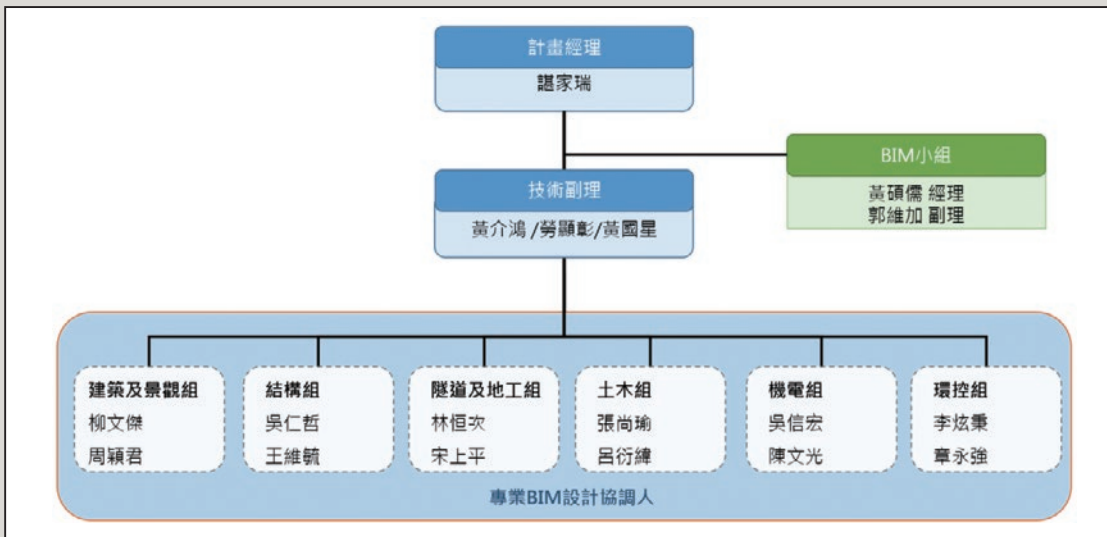 計畫經理
諶家瑞
BIM小組
黃碩儒 經理
郭維加 副理
技術副理
黃介鴻/勞顯彰/黃國星
建築及景觀組
柳文傑
周穎君
結構組
吳仁哲
王維毓
隧道及地工組
林恒次
宋上平
土木組
張尚瑜
呂衍緯
機電組
吳信宏
陳文光
環控組
李炫秉
章永強
專業BIM設計協調人